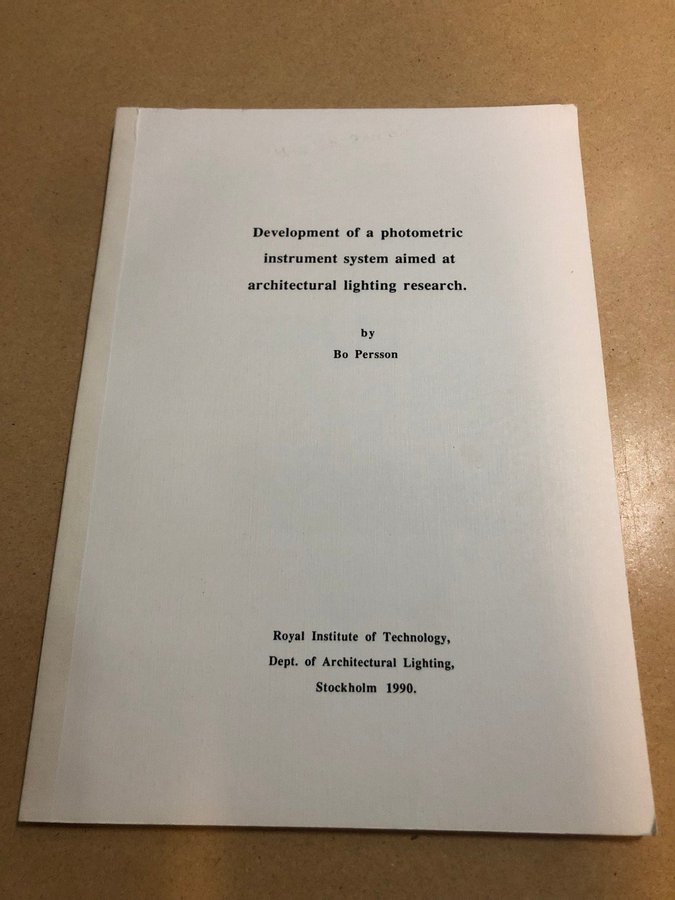 Development of a photometric
instrument system aimed at
architectural lighting research.
by
Bo Persson
Royal Institute of Technology,
Dept. of Architectural Lighting,
Stockholm 1990.